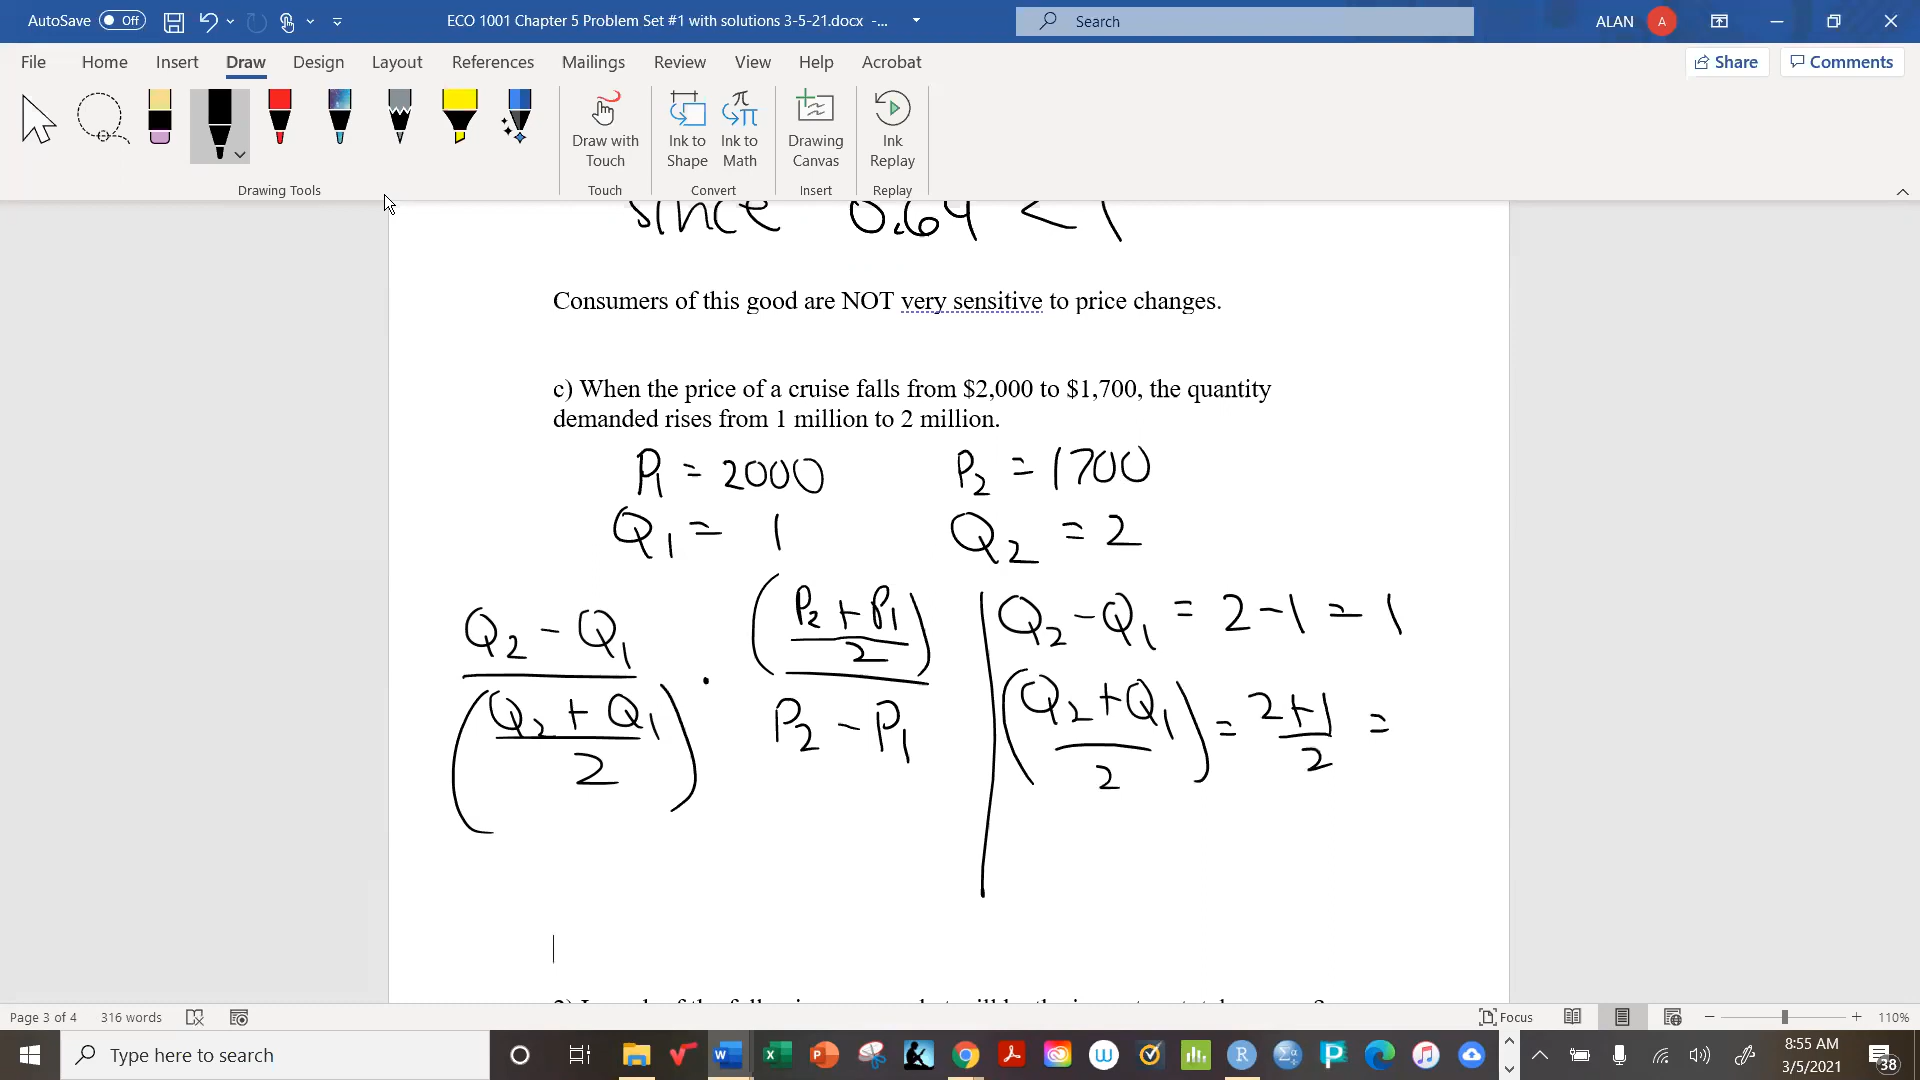 AutoSave Off ECO 1001 Chapter 5 Problem Set #1 with solutions 3-5-21.docx -... Search ALAN A
File Home Insert Draw Design Layout References Mailings Review View Help Acrobat Share Comments
Draw with Touch
Ink to Shape
Ink to Math
Drawing Canvas
Ink Replay
Drawing Tools Touch Convert Insert Replay
since 0.64 < 1
Consumers of this good are NOT very sensitive to price changes.
c) When the price of a cruise falls from $2,000 to $1,700, the quantity
demanded rises from 1 million to 2 million.
P1 = 2000 P2 = 1700
Q1 = 1 Q2 = 2
Q2 - Q1 / ((Q2 + Q1)/2) · ((P2 + P1)/2) / P2 - P1
Q2 - Q1 = 2 - 1 = 1
((Q2 + Q1)/2) = (2+1)/2 =
Page 3 of 4 316 words Focus 110%
Type here to search 8:55 AM
3/5/2021 38